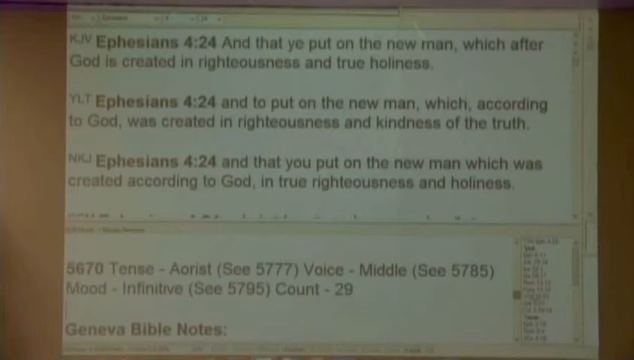 KJV Ephesians 4:24 And that ye put on the new man, which after
God is created in righteousness and true holiness.
YLT Ephesians 4:24 and to put on the new man, which, according
to God, was created in righteousness and kindness of the truth.
NKJ Ephesians 4:24 and that you put on the new man which was
created according to God, in true righteousness and holiness.
5670 Tense - Aorist (See 5777) Voice - Middle (See 5785)
Mood - Infinitive (See 5795) Count - 29
Geneva Bible Notes: